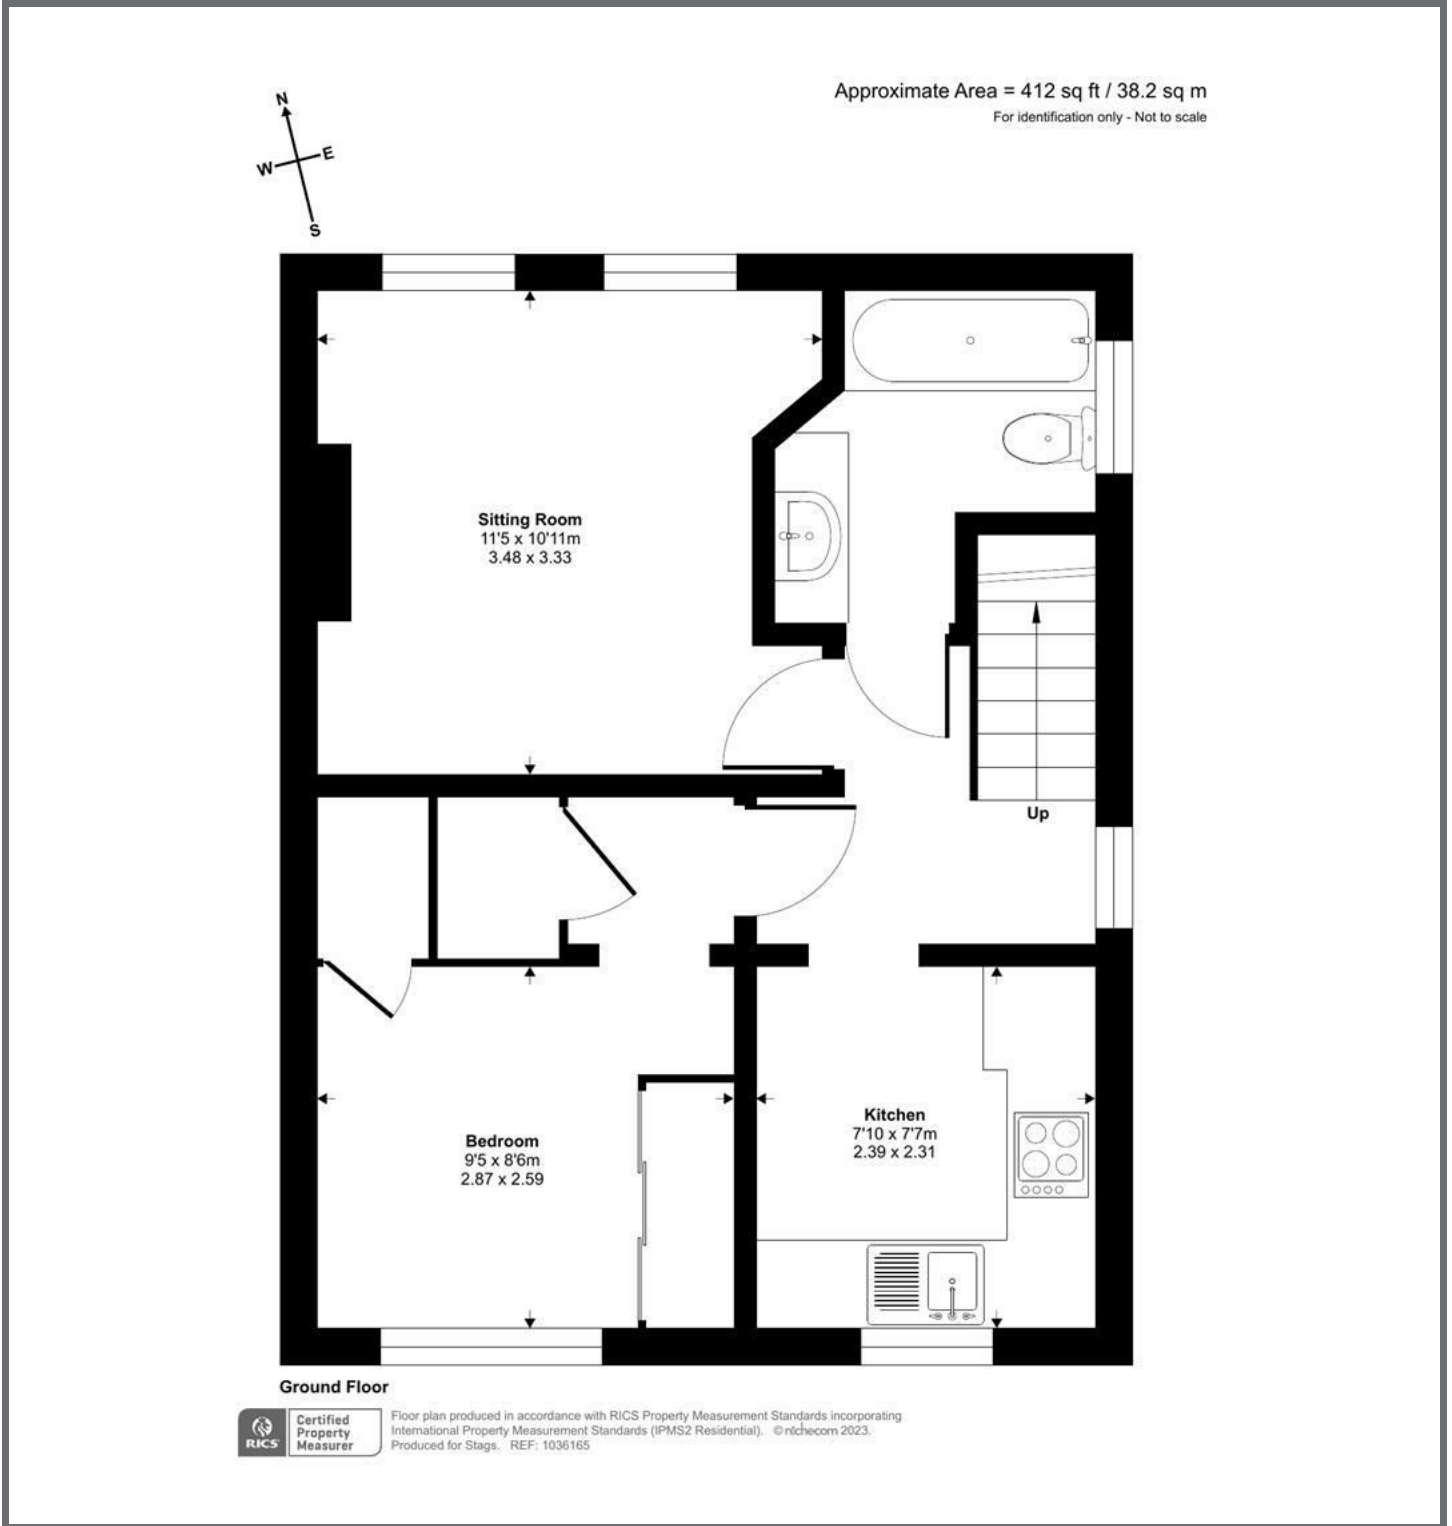 Approximate Area = 412 sq ft / 38.2 sq m
For identification only - Not to scale
N
W E
S
Sitting Room
11'5 x 10'11m
3.48 x 3.33
Up
Bedroom
9'5 x 8'6m
2.87 x 2.59
Kitchen
7'10 x 7'7m
2.39 x 2.31
Ground Floor
RICS
Certified
Property
Measurer
Floor plan produced in accordance with RICS Property Measurement Standards incorporating
International Property Measurement Standards (IPMS2 Residential). © nichecom 2023.
Produced for Stags. REF: 1036165